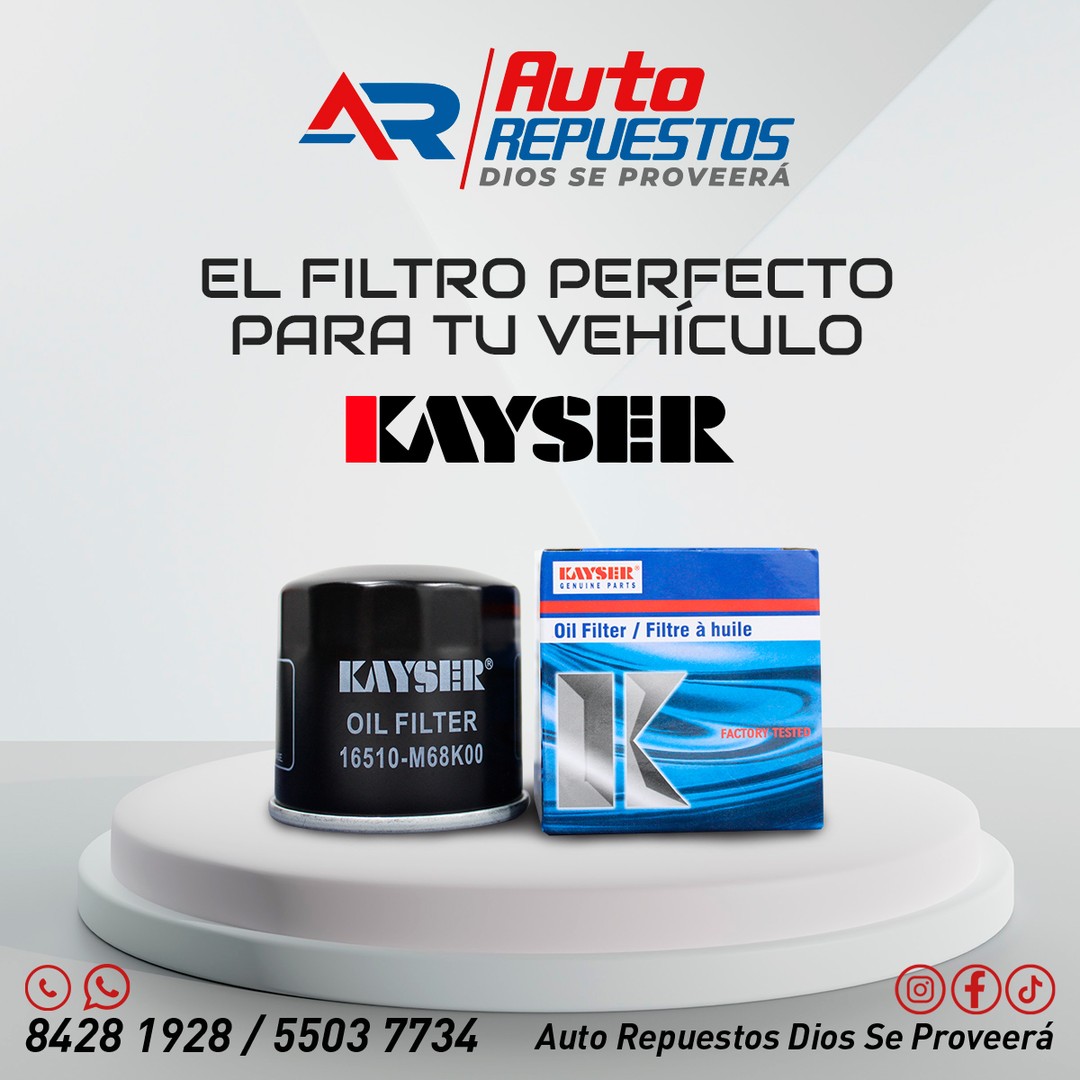 AR
Auto
REPUESTOS
DIOS SE PROVEERÁ
EL FILTRO PERFECTO
PARA TU VEHÍCULO
KAYSER
KAYSER®
OIL FILTER
16510-M68K00
KAYSER®
GENUINE PARTS
Oil Filter / Filtre à huile
K
FACTORY TESTED
8428 1928 / 5503 7734
Auto Repuestos Dios Se Proveerá